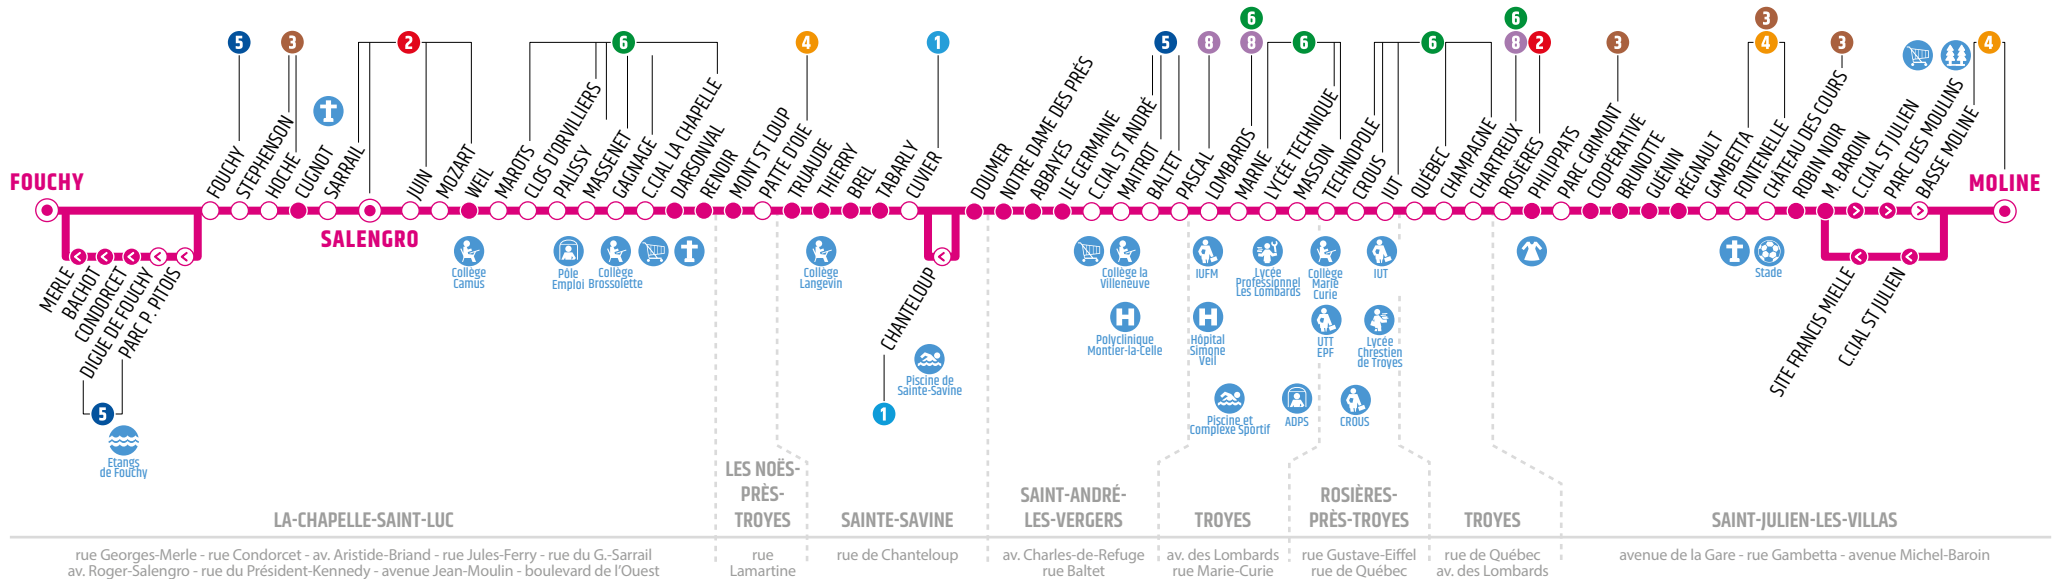 5
3
2
6
4
1
5
8
6
8
6
6
6
8
2
3
3
4
3
4
FOUCHY
FOUCHY
STEPHENSON
HOCHE
CUGNOT
SARRAIL
SALENGRO
JUIN
MOZART
WEIL
MAROTS
CLOS D'ORVILLIERS
PALISSY
MASSENET
GAGNAGE
C.CIAL LA CHAPELLE
DARSONVAL
RENOIR
MONT ST LOUP
PATTE D'OIE
TRUAUDE
THIERRY
BREL
TABARLY
CUVIER
DOUMER
NOTRE DAME DES PRÉS
ABBAYES
ILE GERMAINE
C.CIAL ST ANDRÉ
MAITROT
BALTET
PASCAL
LOMBARDS
MARNE
LYCÉE TECHNIQUE
MASSON
TECHNOPOLE
CROUS
IUT
QUÉBEC
CHAMPAGNE
CHARTREUX
ROSIÈRES
PHILIPPATS
PARC GRIMONT
COOPÉRATIVE
BRUNOTTE
GUÉNIN
RÉGNAULT
GAMBETTA
FONTENELLE
CHÂTEAU DES COURS
ROBIN NOIR
M. BAROIN
C.CIAL ST JULIEN
PARC DES MOULINS
BASSE MOLINE
MOLINE
MERLE
BACHOT
CONDORCET
DIGUE DE FOUCHY
PARC P. PITOIS
5
Etangs
de Fouchy
Collège
Camus
Pôle
Emploi
Collège
Brossolette
Collège
Langevin
CHANTELOUP
1
Piscine de
Sainte-Savine
Collège la
Villeneuve
H
Polyclinique
Montier-la-Celle
IUFM
H
Hôpital
Simone
Veil
Piscine et
Complexe Sportif
Lycée
Professionnel
Les Lombards
ADPS
Collège
Marie
Curie
UTT
EPF
CROUS
IUT
Lycée
Chrestien
de Troyes
Stade
SITE FRANCIS MIELLE
C.CIAL ST JULIEN
LA-CHAPELLE-SAINT-LUC
LES NOËS-
PRÈS-
TROYES
SAINTE-SAVINE
SAINT-ANDRÉ-
LES-VERGERS
TROYES
ROSIÈRES-
PRÈS-TROYES
TROYES
SAINT-JULIEN-LES-VILLAS
rue Georges-Merle - rue Condorcet - av. Aristide-Briand - rue Jules-Ferry - rue du G.-Sarrail
av. Roger-Salengro - rue du Président-Kennedy - avenue Jean-Moulin - boulevard de l'Ouest
rue
Lamartine
rue de Chanteloup
av. Charles-de-Refuge
rue Baltet
av. des Lombards
rue Marie-Curie
rue Gustave-Eiffel
rue de Québec
rue de Québec
av. des Lombards
avenue de la Gare - rue Gambetta - avenue Michel-Baroin